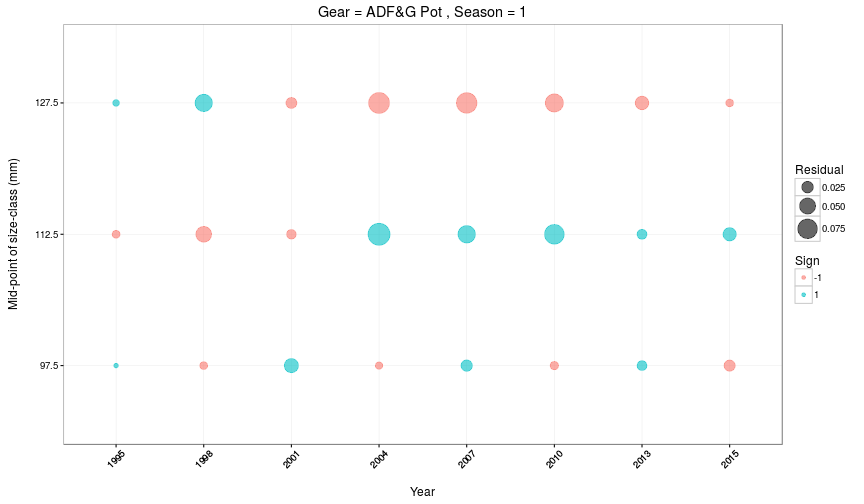 Gear = ADF&G Pot , Season = 1
Mid-point of size-class (mm)
127.5
112.5
97.5
1995 1998 2001 2004 2007 2010 2013 2015
Year
Residual
0.025
0.050
0.075
Sign
-1
1